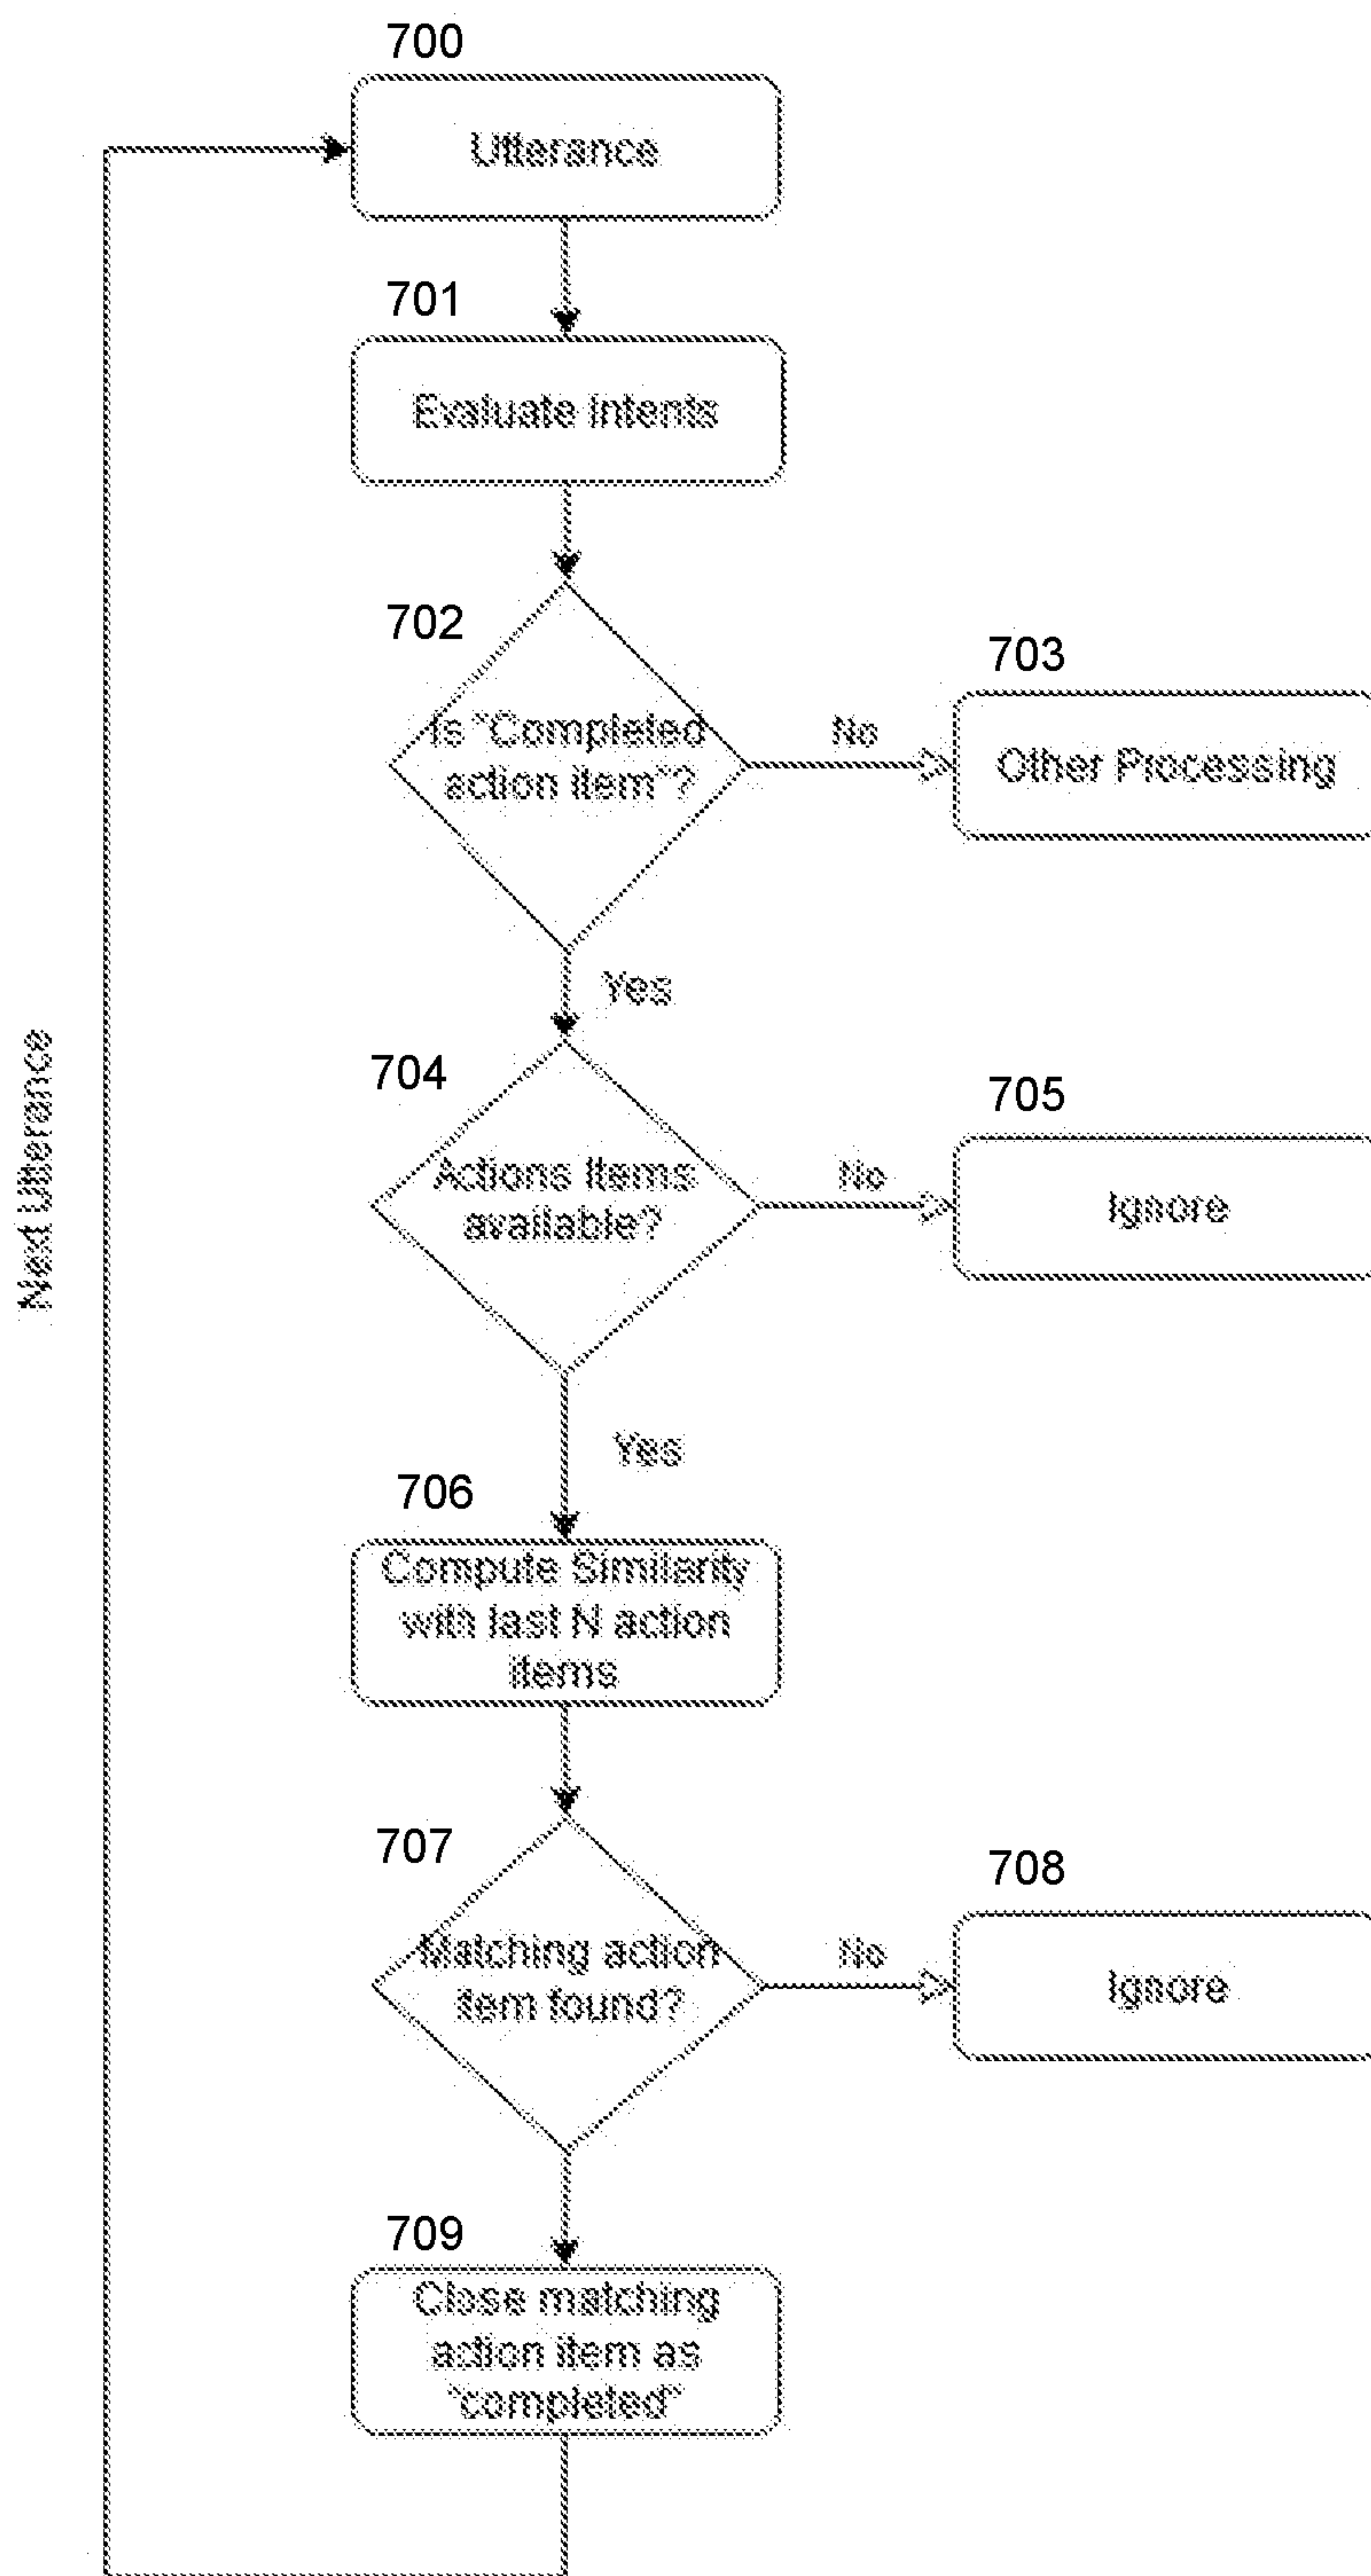 700
Utterance
701
Evaluate Intents
702
Is "Completed
action item"?
No
703
Other Processing
Yes
704
Actions Items
available?
No
705
Ignore
Yes
706
Compute Similarity
with last N action
items
707
Matching action
item found?
No
708
Ignore
709
Close matching
action item as
"completed"
Next Utterance